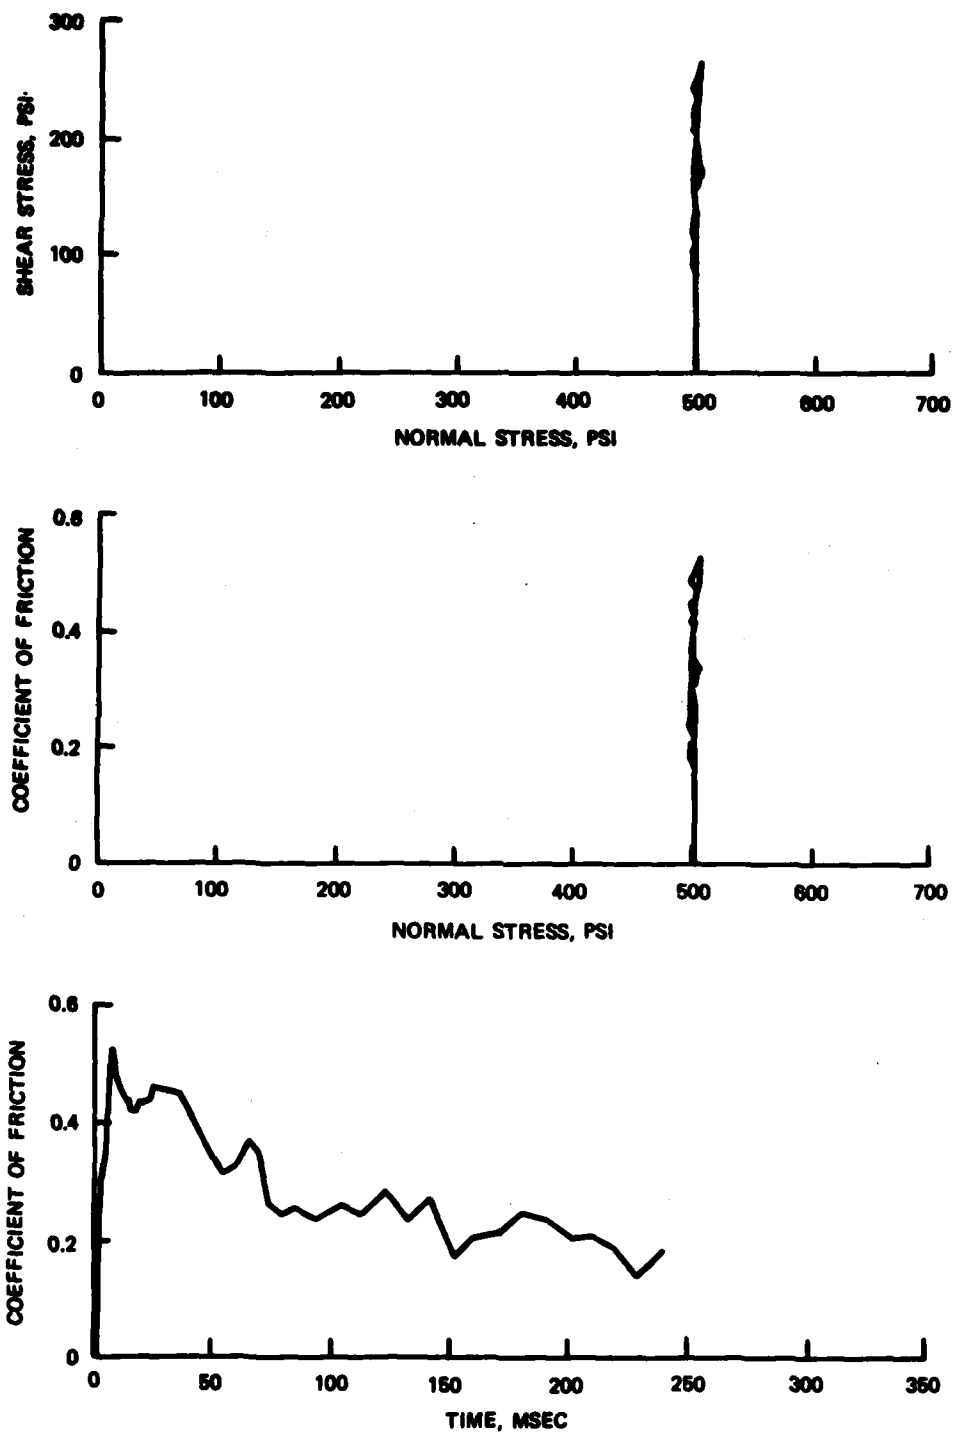 300
200
100
0
SHEAR STRESS, PSI
0 100 200 300 400 500 600 700
NORMAL STRESS, PSI
0.6
0.4
0.2
0
COEFFICIENT OF FRICTION
0 100 200 300 400 500 600 700
NORMAL STRESS, PSI
0.6
0.4
0.2
0
COEFFICIENT OF FRICTION
0 50 100 150 200 250 300 350
TIME, MSEC